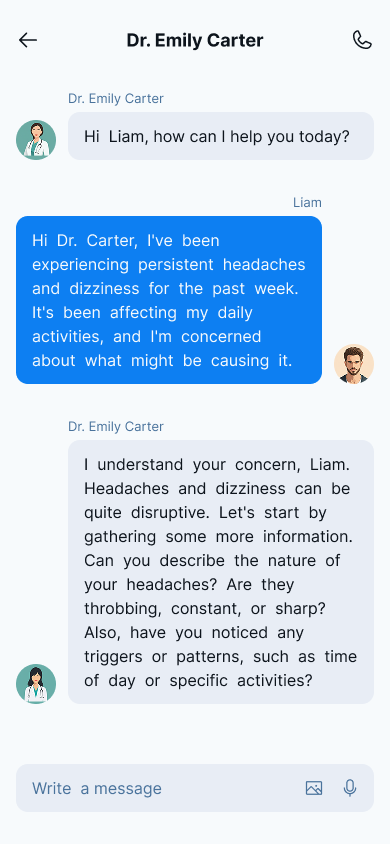 Dr. Emily Carter
Dr. Emily Carter
Hi Liam, how can I help you today?
Liam
Hi Dr. Carter, I've been
experiencing persistent headaches
and dizziness for the past week.
It's been affecting my daily
activities, and I'm concerned
about what might be causing it.
Dr. Emily Carter
I understand your concern, Liam.
Headaches and dizziness can be
quite disruptive. Let's start by
gathering some more information.
Can you describe the nature of
your headaches? Are they
throbbing, constant, or sharp?
Also, have you noticed any
triggers or patterns, such as time
of day or specific activities?
Write a message